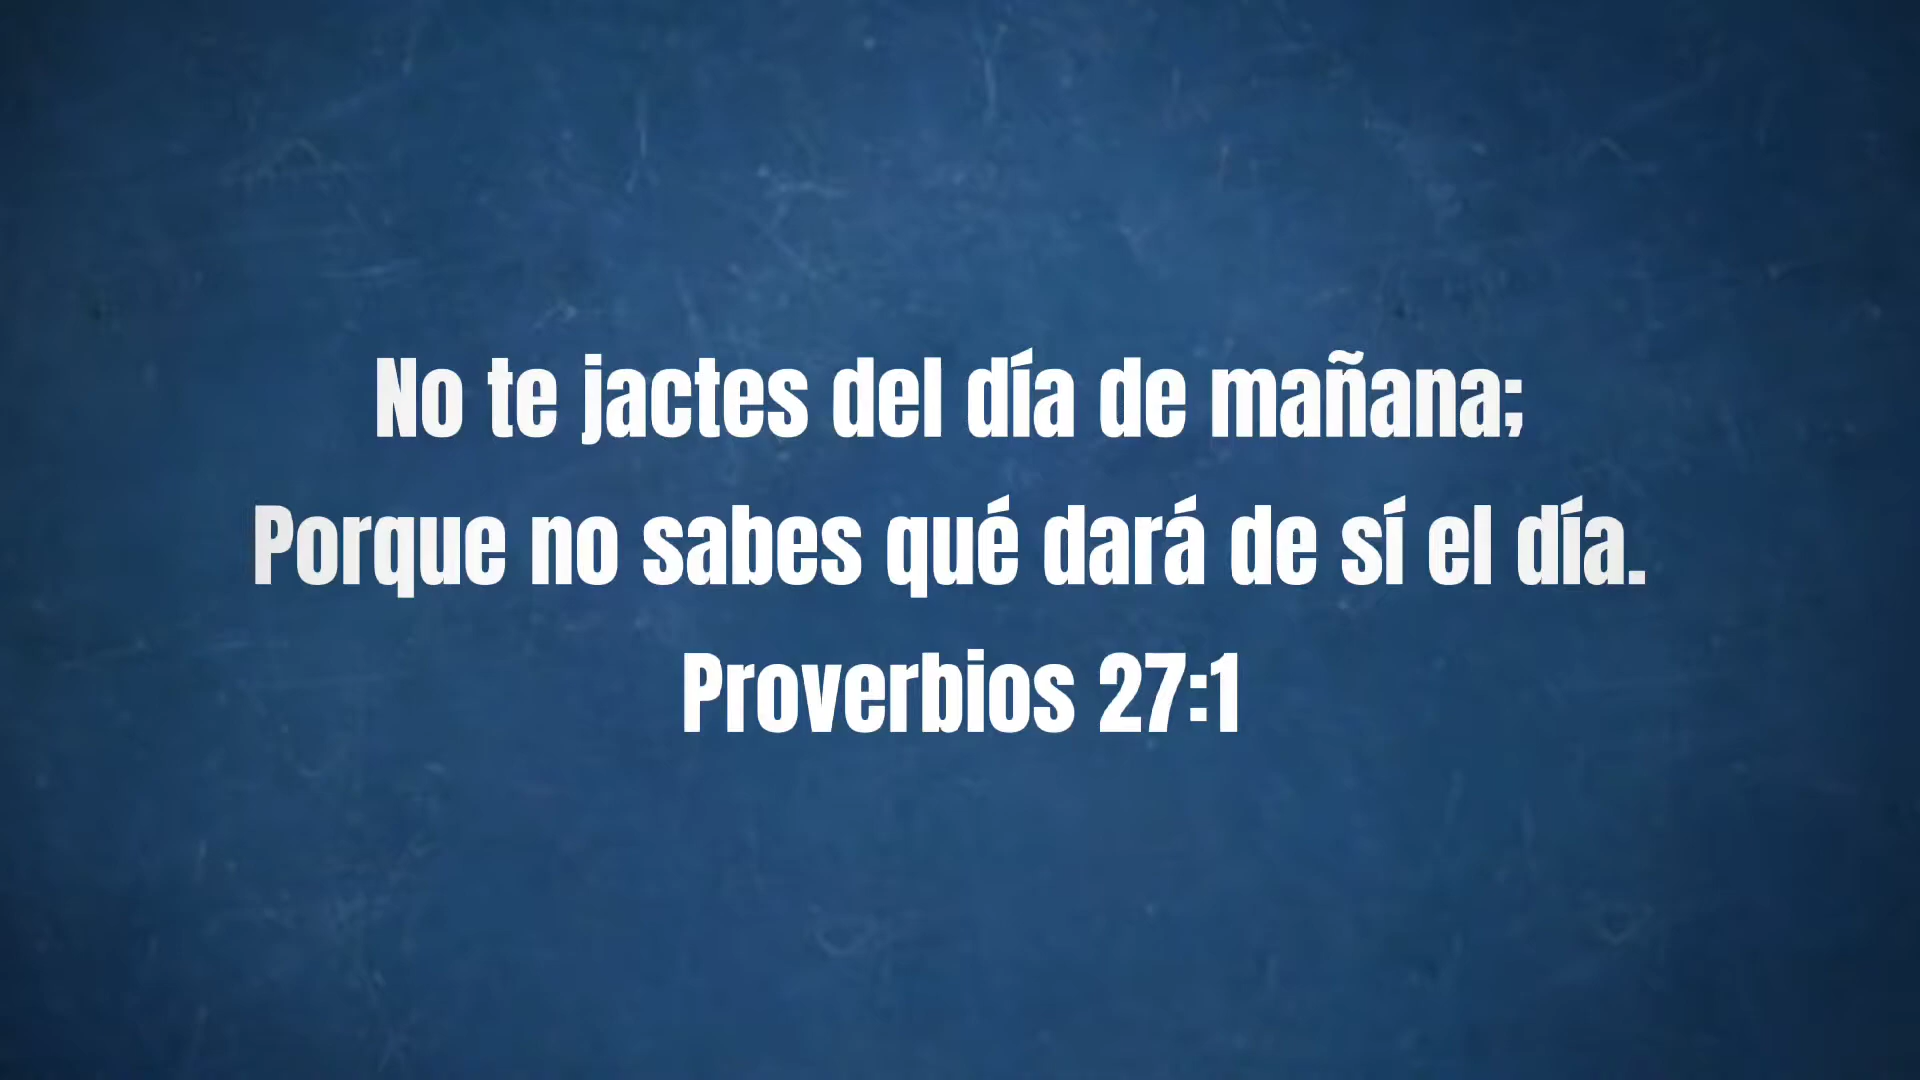 No te jactes del día de mañana;
Porque no sabes qué dará de sí el día.
Proverbios 27:1